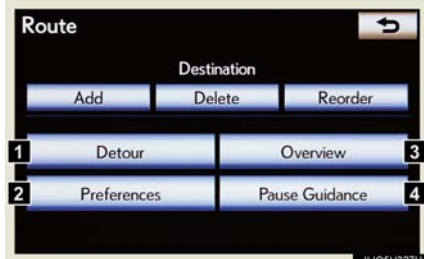 Route
Destination
Add Delete Reorder
1 Detour Overview 3
2 Preferences Pause Guidance 4